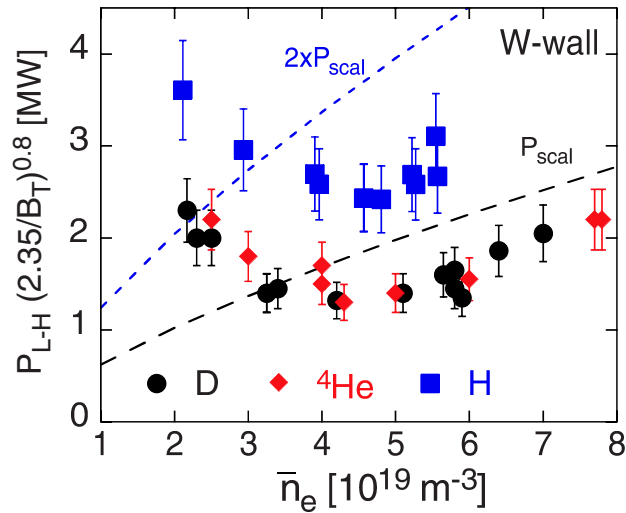 W-wall
2xP_scal
P_scal
P_L-H (2.35/B_T)^0.8 [MW]
4
3
2
1
0
D ⁴He H
1 2 3 4 5 6 7 8
n̅_e [10^19 m^-3]